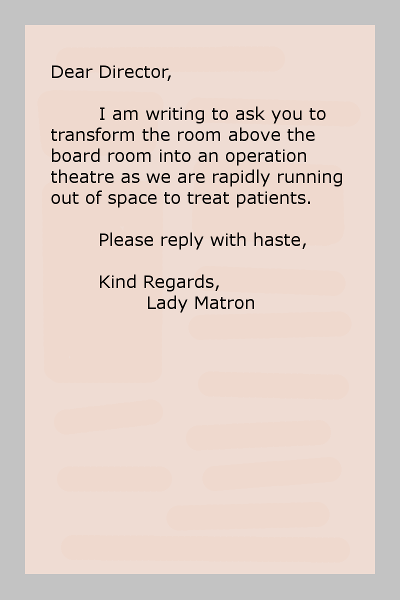 Dear Director,
I am writing to ask you to
transform the room above the
board room into an operation
theatre as we are rapidly running
out of space to treat patients.
Please reply with haste,
Kind Regards,
Lady Matron